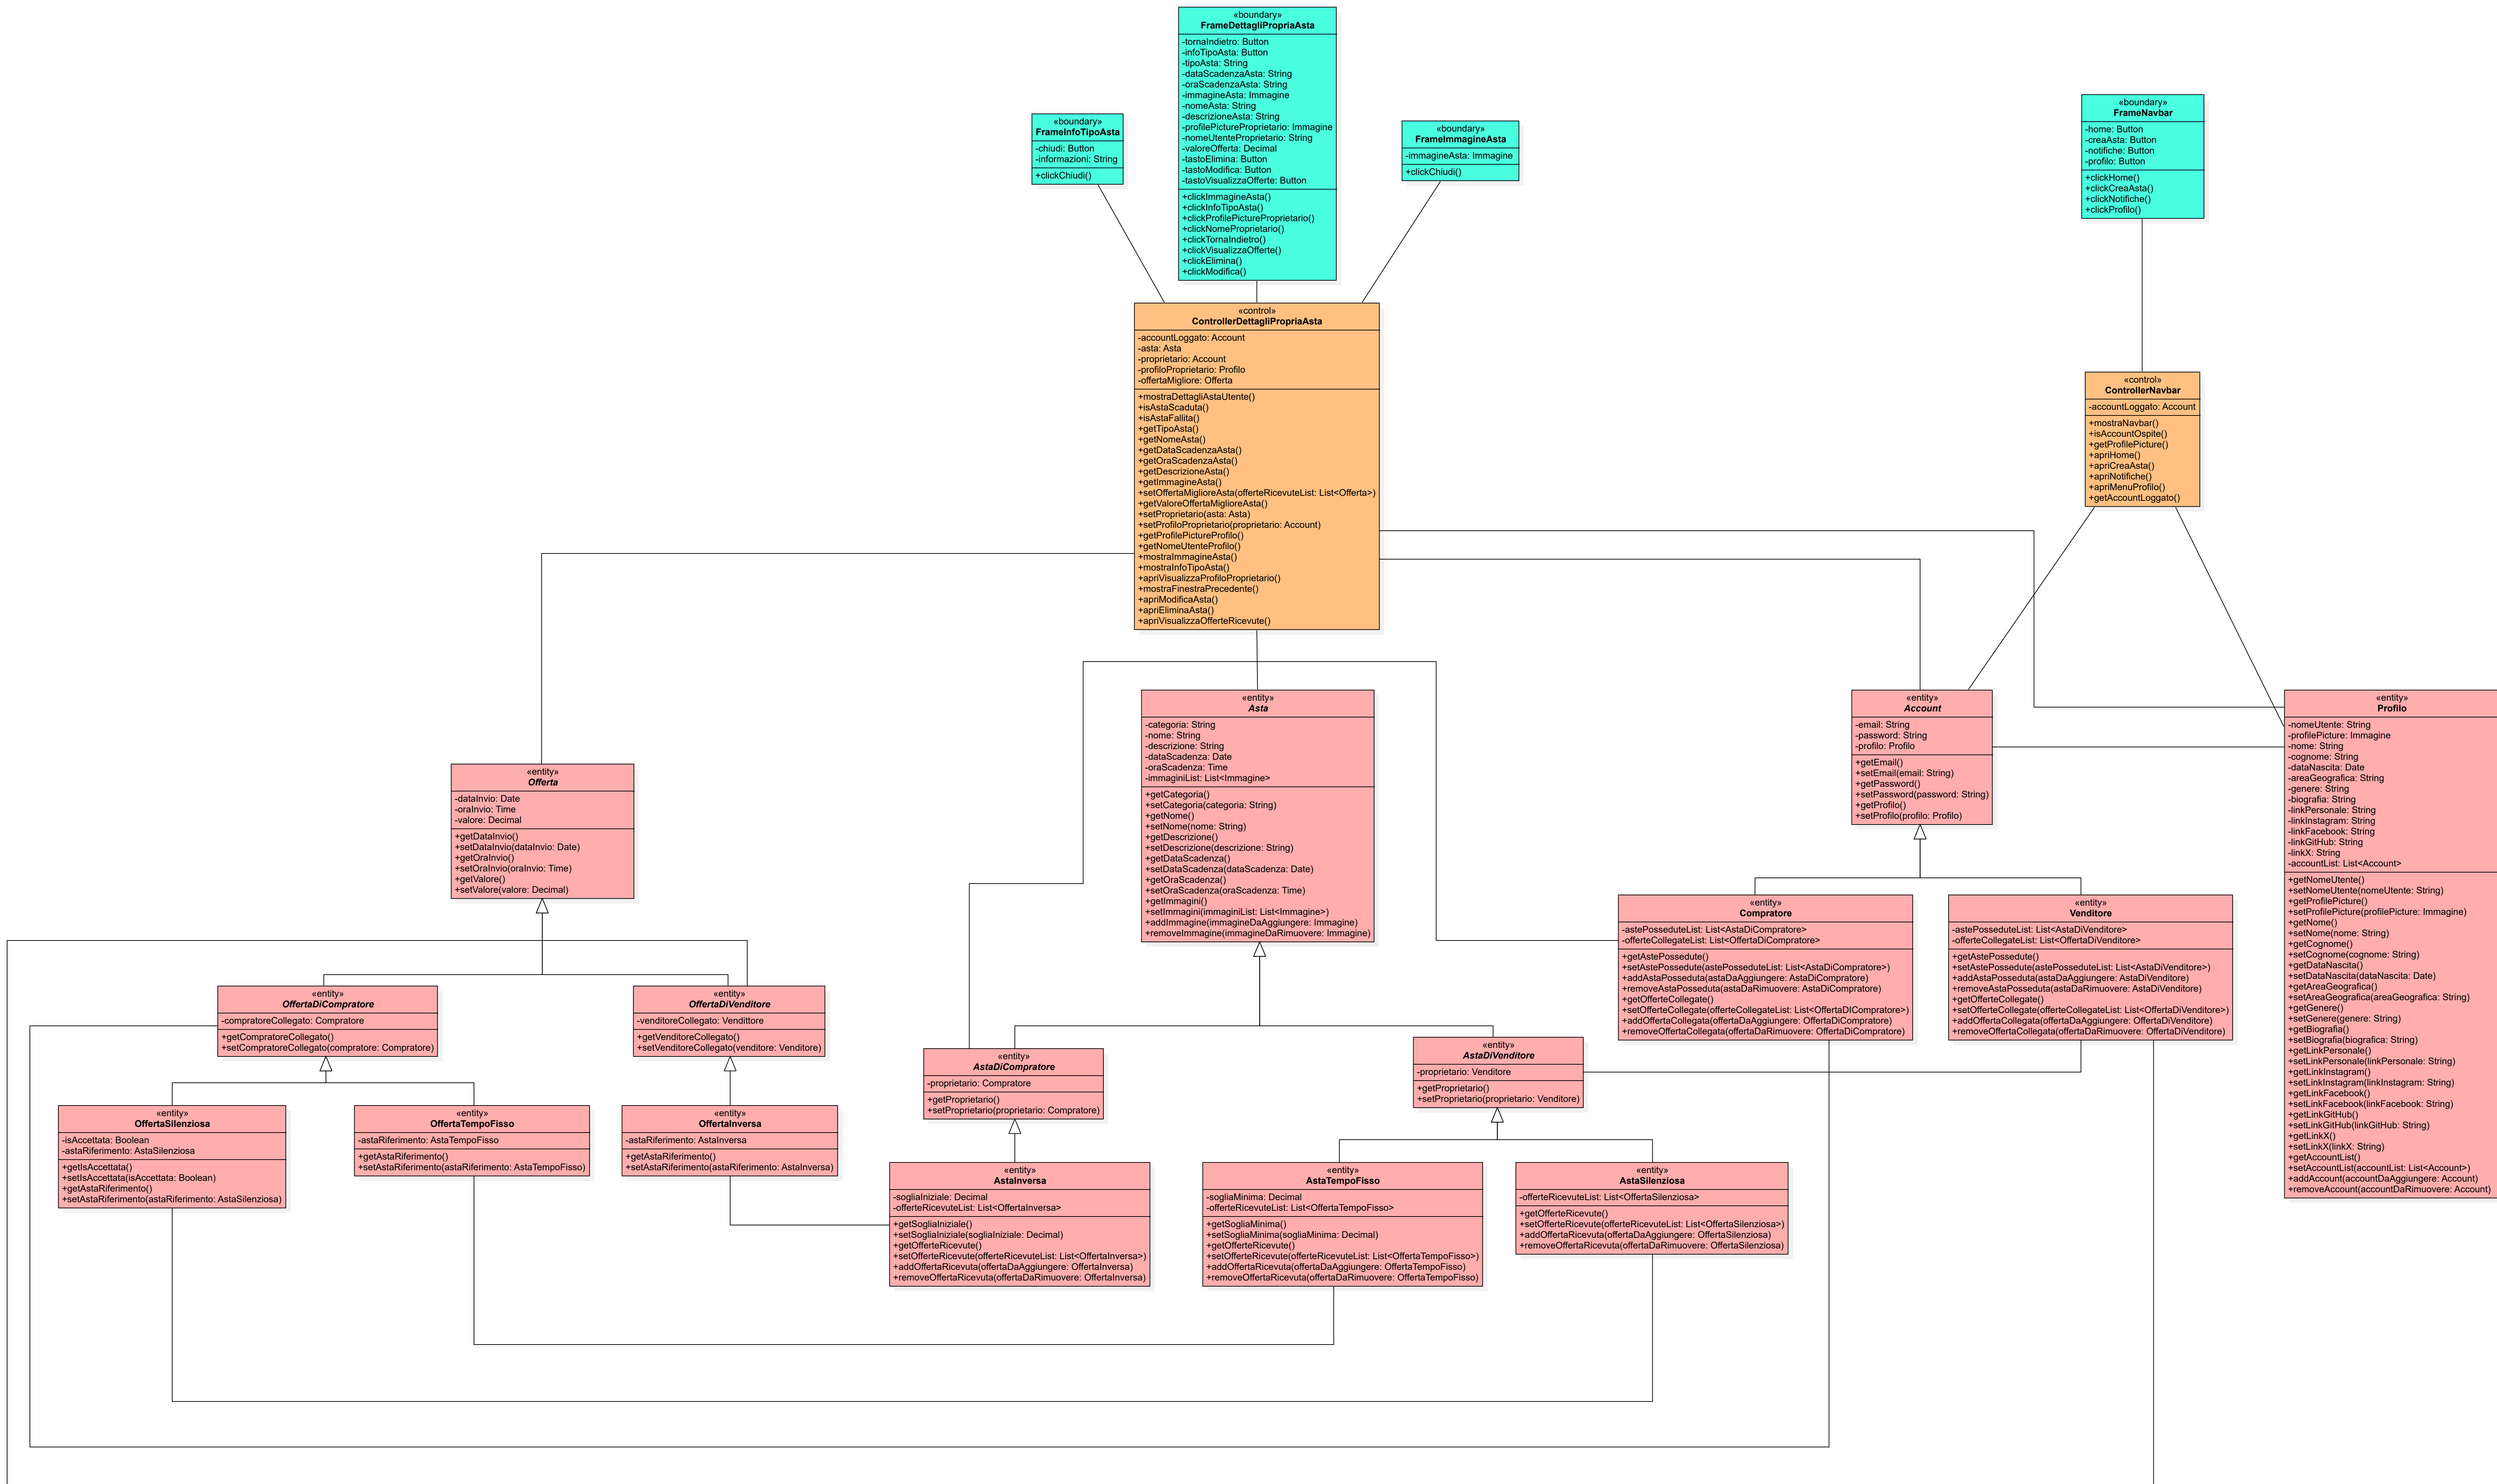 «boundary»
FrameDettagliPropriaAsta
-tornaIndietro: Button
-infoTipoAsta: Button
-tipoAsta: String
-dataScadenzaAsta: String
-oraScadenzaAsta: String
-immagineAsta: Immagine
-nomeAsta: String
-descrizioneAsta: String
-profilePictureProprietario: Immagine
-nomeUtenteProprietario: String
-valoreOfferta: Decimal
-tastoElimina: Button
-tastoModifica: Button
-tastoVisualizzaOfferte: Button
+clickImmagineAsta()
+clickInfoTipoAsta()
+clickProfilePictureProprietario()
+clickNomeProprietario()
+clickTornaIndietro()
+clickVisualizzaOfferte()
+clickElimina()
+clickModifica()
«boundary»
FrameInfoTipoAsta
-chiudi: Button
-informazioni: String
+clickChiudi()
«boundary»
FrameImmagineAsta
-immagineAsta: Immagine
+clickChiudi()
«boundary»
FrameNavbar
-home: Button
-creaAsta: Button
-notifiche: Button
-profilo: Button
+clickHome()
+clickCreaAsta()
+clickNotifiche()
+clickProfilo()
«control»
ControllerDettagliPropriaAsta
-accountLoggato: Account
-asta: Asta
-proprietario: Account
-profiloProprietario: Profilo
-offertaMigliore: Offerta
+mostraDettagliAstaUtente()
+isAstaScaduta()
+isAstaFallita()
+getTipoAsta()
+getNomeAsta()
+getDataScadenzaAsta()
+getOraScadenzaAsta()
+getDescrizioneAsta()
+getImmagineAsta()
+setOffertaMiglioreAsta(offerteRicevuteList: List<Offerta>)
+getValoreOffertaMiglioreAsta()
+setProprietario(asta: Asta)
+setProfiloProprietario(proprietario: Account)
+getProfilePictureProfilo()
+getNomeUtenteProfilo()
+mostraImmagineAsta()
+mostraInfoTipoAsta()
+apriVisualizzaProfiloProprietario()
+mostraFinestraPrecedente()
+apriModificaAsta()
+apriEliminaAsta()
+apriVisualizzaOfferteRicevute()
«control»
ControllerNavbar
-accountLoggato: Account
+mostraNavbar()
+isAccountOspite()
+getProfilePicture()
+apriHome()
+apriCreaAsta()
+apriNotifiche()
+apriMenuProfilo()
+getAccountLoggato()
«entity»
Asta
-categoria: String
-nome: String
-descrizione: String
-dataScadenza: Date
-oraScadenza: Time
-immaginiList: List<Immagine>
+getCategoria()
+setCategoria(categoria: String)
+getNome()
+setNome(nome: String)
+getDescrizione()
+setDescrizione(descrizione: String)
+getDataScadenza()
+setDataScadenza(dataScadenza: Date)
+getOraScadenza()
+setOraScadenza(oraScadenza: Time)
+getImmagini()
+setImmagini(immaginiList: List<Immagine>)
+addImmagine(immagineDaAggiungere: Immagine)
+removeImmagine(immagineDaRimuovere: Immagine)
«entity»
Account
-email: String
-password: String
-profilo: Profilo
+getEmail()
+setEmail(email: String)
+getPassword()
+setPassword(password: String)
+getProfilo()
+setProfilo(profilo: Profilo)
«entity»
Profilo
-nomeUtente: String
-profilePicture: Immagine
-nome: String
-cognome: String
-dataNascita: Date
-areaGeografica: String
-genere: String
-biografia: String
-linkPersonale: String
-linkInstagram: String
-linkFacebook: String
-linkGitHub: String
-linkX: String
-accountList: List<Account>
+getNomeUtente()
+setNomeUtente(nomeUtente: String)
+getProfilePicture()
+setProfilePicture(profilePicture: Immagine)
+getNome()
+setNome(nome: String)
+getCognome()
+setCognome(cognome: String)
+getDataNascita()
+setDataNascita(dataNascita: Date)
+getAreaGeografica()
+setAreaGeografica(areaGeografica: String)
+getGenere()
+setGenere(genere: String)
+getBiografia()
+setBiografia(biografica: String)
+getLinkPersonale()
+setLinkPersonale(linkPersonale: String)
+getLinkInstagram()
+setLinkInstagram(linkInstagram: String)
+getLinkFacebook()
+setLinkFacebook(linkFacebook: String)
+getLinkGitHub()
+setLinkGitHub(linkGitHub: String)
+getLinkX()
+setLinkX(linkX: String)
+getAccountList()
+setAccountList(accountList: List<Account>)
+addAccount(accountDaAggiungere: Account)
+removeAccount(accountDaRimuovere: Account)
«entity»
Offerta
-dataInvio: Date
-oraInvio: Time
-valore: Decimal
+getDataInvio()
+setDataInvio(dataInvio: Date)
+getOraInvio()
+setOraInvio(oraInvio: Time)
+getValore()
+setValore(valore: Decimal)
«entity»
Compratore
-astePosseduteList: List<AstaDiCompratore>
-offerteCollegateList: List<OffertaDiCompratore>
+getAstePossedute()
+setAstePossedute(astePosseduteList: List<AstaDiCompratore>)
+addAstaPosseduta(astaDaAggiungere: AstaDiCompratore)
+removeAstaPosseduta(astaDaRimuovere: AstaDiCompratore)
+getOfferteCollegate()
+setOfferteCollegate(offerteCollegateList: List<OffertaDICompratore>)
+addOffertaCollegata(offertaDaAggiungere: OffertaDiCompratore)
+removeOffertaCollegata(offertaDaRimuovere: OffertaDiCompratore)
«entity»
Venditore
-astePosseduteList: List<AstaDiVenditore>
-offerteCollegateList: List<OffertaDiVenditore>
+getAstePossedute()
+setAstePossedute(astePosseduteList: List<AstaDiVenditore>)
+addAstaPosseduta(astaDaAggiungere: AstaDiVenditore)
+removeAstaPosseduta(astaDaRimuovere: AstaDiVenditore)
+getOfferteCollegate()
+setOfferteCollegate(offerteCollegateList: List<OffertaDiVenditore>)
+addOffertaCollegata(offertaDaAggiungere: OffertaDiVenditore)
+removeOffertaCollegata(offertaDaRimuovere: OffertaDiVenditore)
«entity»
OffertaDiCompratore
-compratoreCollegato: Compratore
+getCompratoreCollegato()
+setCompratoreCollegato(compratore: Compratore)
«entity»
OffertaDiVenditore
-venditoreCollegato: Vendittore
+getVenditoreCollegato()
+setVenditoreCollegato(venditore: Venditore)
«entity»
AstaDiCompratore
-proprietario: Compratore
+getProprietario()
+setProprietario(proprietario: Compratore)
«entity»
AstaDiVenditore
-proprietario: Venditore
+getProprietario()
+setProprietario(proprietario: Venditore)
«entity»
OffertaSilenziosa
-isAccettata: Boolean
-astaRiferimento: AstaSilenziosa
+getIsAccettata()
+setIsAccettata(isAccettata: Boolean)
+getAstaRiferimento()
+setAstaRiferimento(astaRiferimento: AstaSilenziosa)
«entity»
OffertaTempoFisso
-astaRiferimento: AstaTempoFisso
+getAstaRiferimento()
+setAstaRiferimento(astaRiferimento: AstaTempoFisso)
«entity»
OffertaInversa
-astaRiferimento: AstaInversa
+getAstaRiferimento()
+setAstaRiferimento(astaRiferimento: AstaInversa)
«entity»
AstaInversa
-sogliaIniziale: Decimal
-offerteRicevuteList: List<OffertaInversa>
+getSogliaIniziale()
+setSogliaIniziale(sogliaIniziale: Decimal)
+getOfferteRicevute()
+setOfferteRicevute(offerteRicevuteList: List<OffertaInversa>)
+addOffertaRicevuta(offertaDaAggiungere: OffertaInversa)
+removeOffertaRicevuta(offertaDaRimuovere: OffertaInversa)
«entity»
AstaTempoFisso
-sogliaMinima: Decimal
-offerteRicevuteList: List<OffertaTempoFisso>
+getSogliaMinima()
+setSogliaMinima(sogliaMinima: Decimal)
+getOfferteRicevute()
+setOfferteRicevute(offerteRicevuteList: List<OffertaTempoFisso>)
+addOffertaRicevuta(offertaDaAggiungere: OffertaTempoFisso)
+removeOffertaRicevuta(offertaDaRimuovere: OffertaTempoFisso)
«entity»
AstaSilenziosa
-offerteRicevuteList: List<OffertaSilenziosa>
+getOfferteRicevute()
+setOfferteRicevute(offerteRicevuteList: List<OffertaSilenziosa>)
+addOffertaRicevuta(offertaDaAggiungere: OffertaSilenziosa)
+removeOffertaRicevuta(offertaDaRimuovere: OffertaSilenziosa)